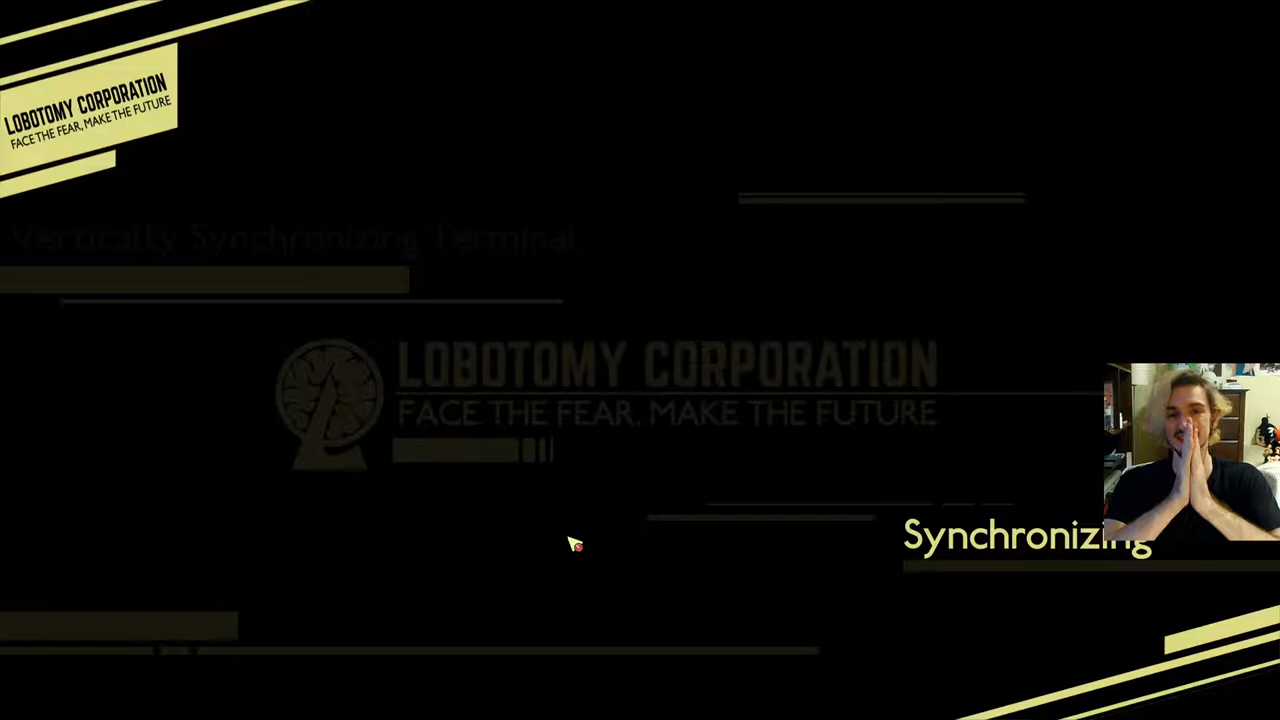 LOBOTOMY CORPORATION
FACE THE FEAR, MAKE THE FUTURE
Vertically Synchronizing Terminal.
LOBOTOMY CORPORATION
FACE THE FEAR, MAKE THE FUTURE
Synchronizing